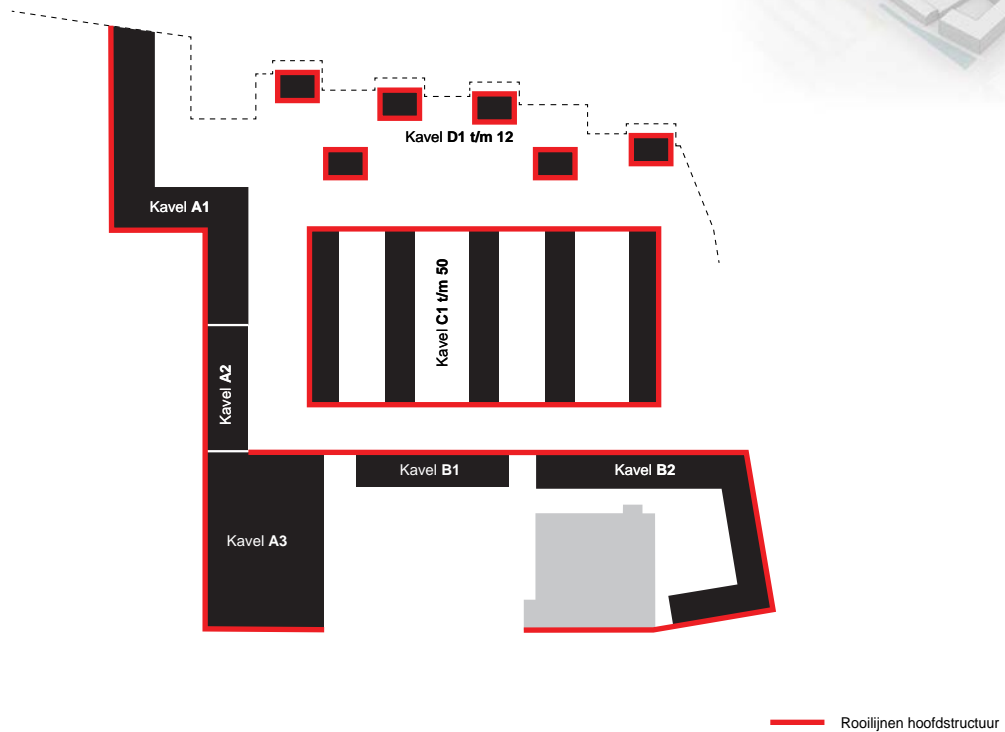 Kavel D1 t/m 12
Kavel A1
Kavel C1 t/m 50
Kavel A2
Kavel B1
Kavel B2
Kavel A3
Rooilijnen hoofdstructuur